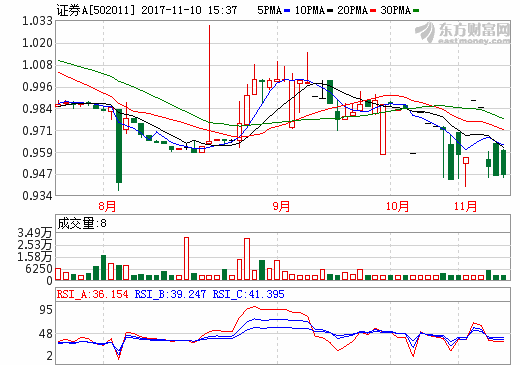 证券A[502011] 2017-11-10 15:37 5PMA 10PMA 20PMA 30PMA
东方财富网
eastmoney.com
1.033
1.020
1.008
0.996
0.984
0.971
0.959
0.947
0.934
8月 9月 10月 11月
成交量:8
3.49万
2.53万
1.58万
6250
0
RSI_A:36.154 RSI_B:39.247 RSI_C:41.395
95
48
2